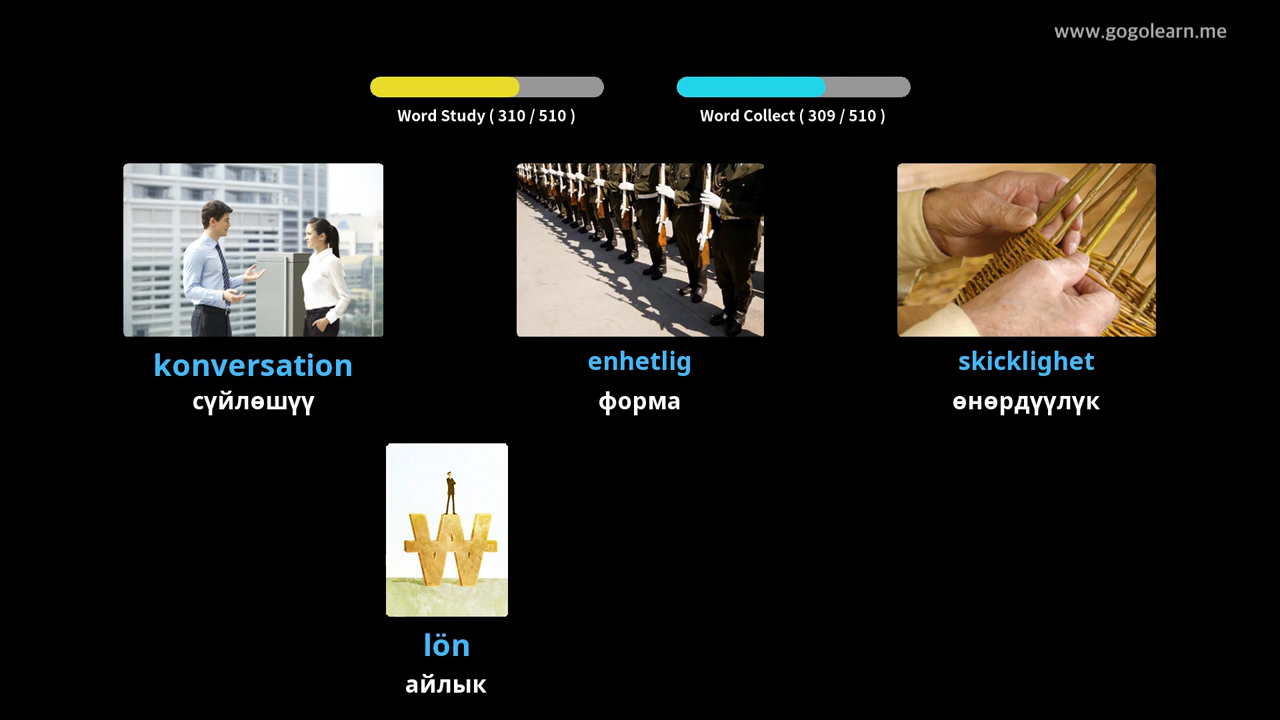 www.gogolearn.me
Word Study ( 310 / 510 )
Word Collect ( 309 / 510 )
konversation
сүйлөшүү
enhetlig
форма
skicklighet
өнөрдүүлүк
lön
айлык